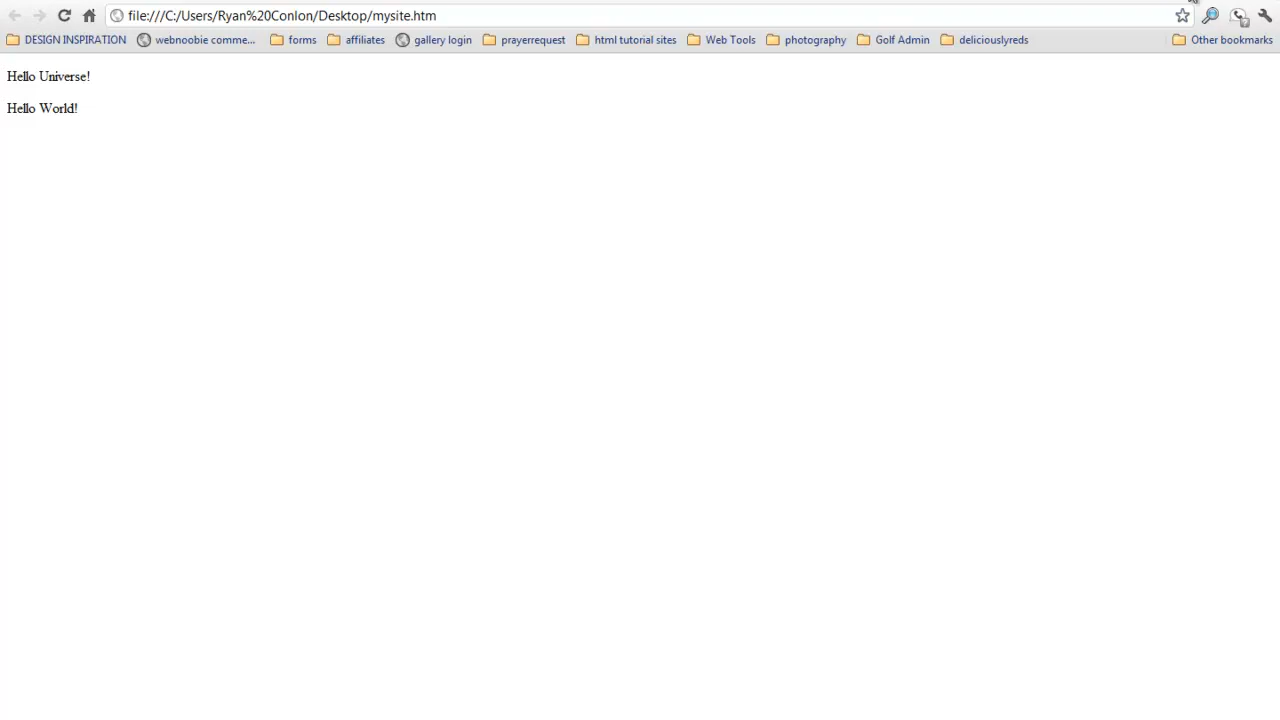 file:///C:/Users/Ryan%20Conlon/Desktop/mysite.htm
DESIGN INSPIRATION webnoobie comme... forms affiliates gallery login prayerrequest html tutorial sites Web Tools photography Golf Admin deliciouslyreds Other bookmarks
Hello Universe!
Hello World!